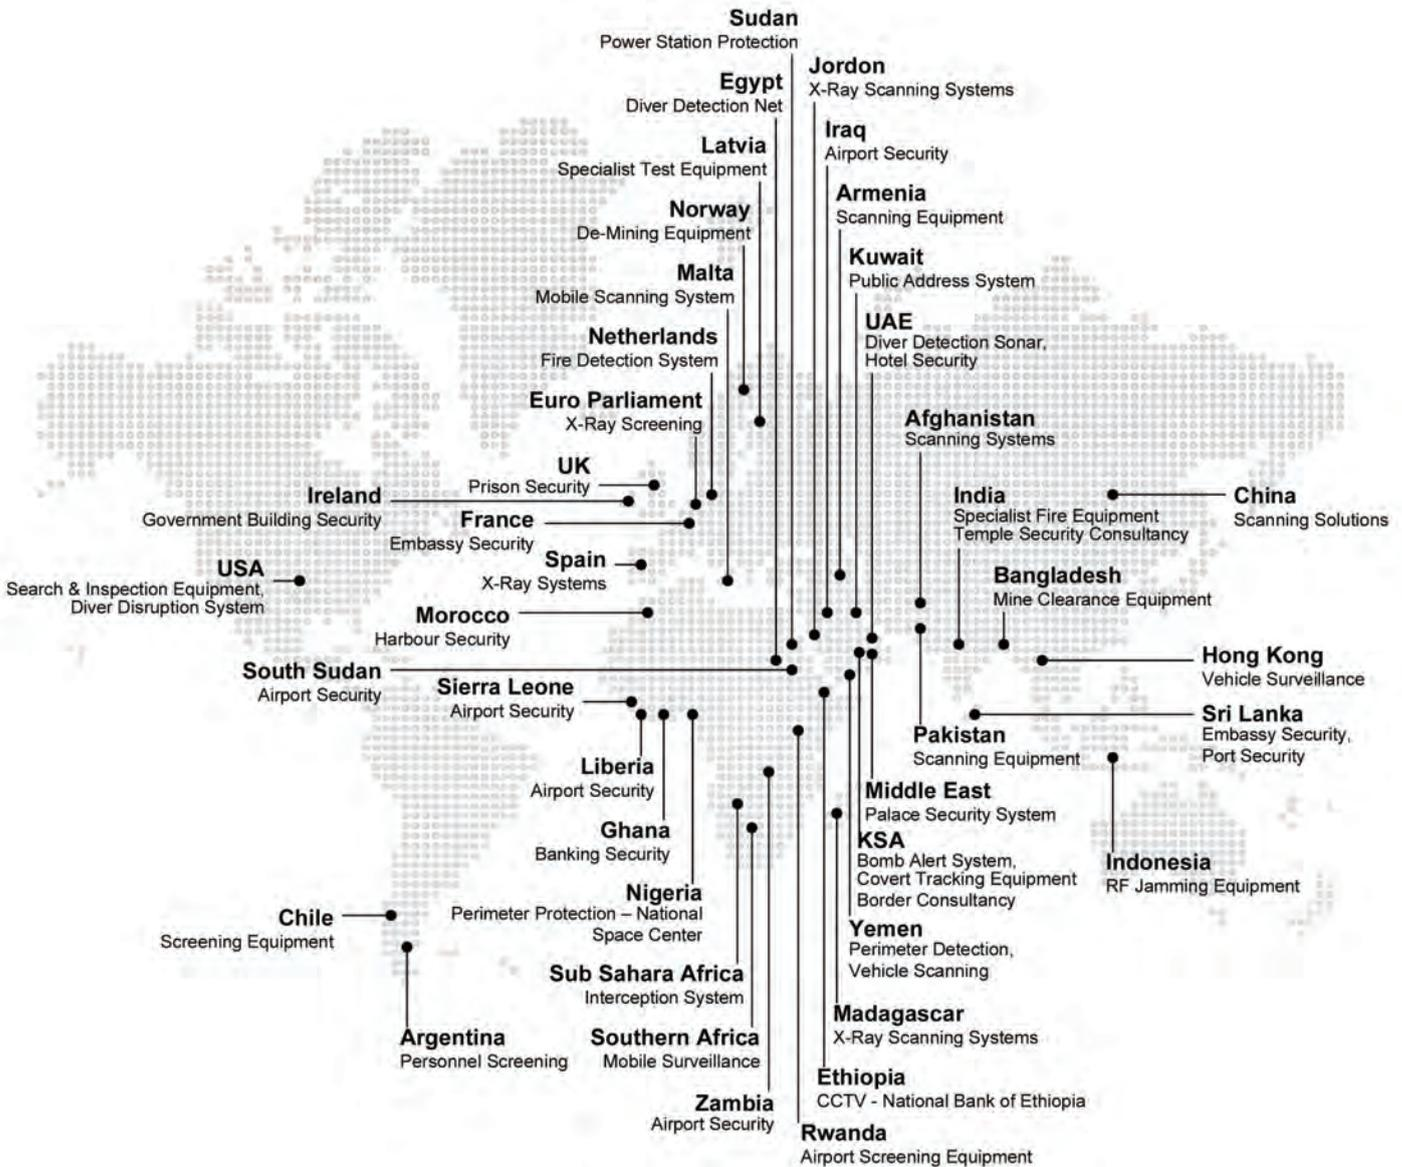 Sudan
Power Station Protection
Jordon
X-Ray Scanning Systems
Egypt
Diver Detection Net
Iraq
Airport Security
Latvia
Specialist Test Equipment
Armenia
Scanning Equipment
Norway
De-Mining Equipment
Kuwait
Public Address System
Malta
Mobile Scanning System
UAE
Diver Detection Sonar,
Hotel Security
Netherlands
Fire Detection System
Euro Parliament
X-Ray Screening
Afghanistan
Scanning Systems
UK
Prison Security
Ireland
Government Building Security
India
Specialist Fire Equipment
Temple Security Consultancy
China
Scanning Solutions
France
Embassy Security
Spain
X-Ray Systems
USA
Search & Inspection Equipment,
Diver Disruption System
Bangladesh
Mine Clearance Equipment
Morocco
Harbour Security
Hong Kong
Vehicle Surveillance
South Sudan
Airport Security
Sierra Leone
Airport Security
Sri Lanka
Embassy Security,
Port Security
Pakistan
Scanning Equipment
Liberia
Airport Security
Middle East
Palace Security System
Ghana
Banking Security
KSA
Bomb Alert System,
Covert Tracking Equipment
Border Consultancy
Indonesia
RF Jamming Equipment
Nigeria
Perimeter Protection – National
Space Center
Chile
Screening Equipment
Yemen
Perimeter Detection,
Vehicle Scanning
Sub Sahara Africa
Interception System
Madagascar
X-Ray Scanning Systems
Argentina
Personnel Screening
Southern Africa
Mobile Surveillance
Ethiopia
CCTV - National Bank of Ethiopia
Zambia
Airport Security
Rwanda
Airport Screening Equipment